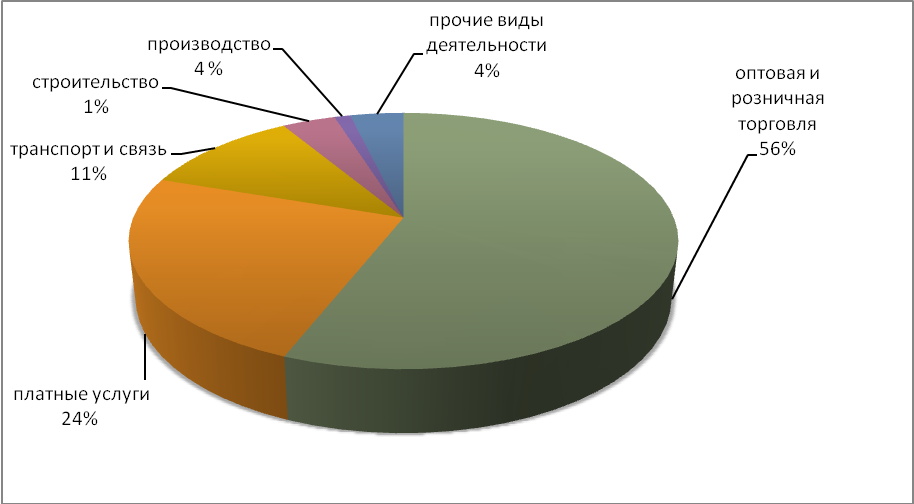 прочие виды
деятельности
4%
производство
4 %
строительство
1%
транспорт и связь
11%
оптовая и
розничная
торговля
56%
платные услуги
24%